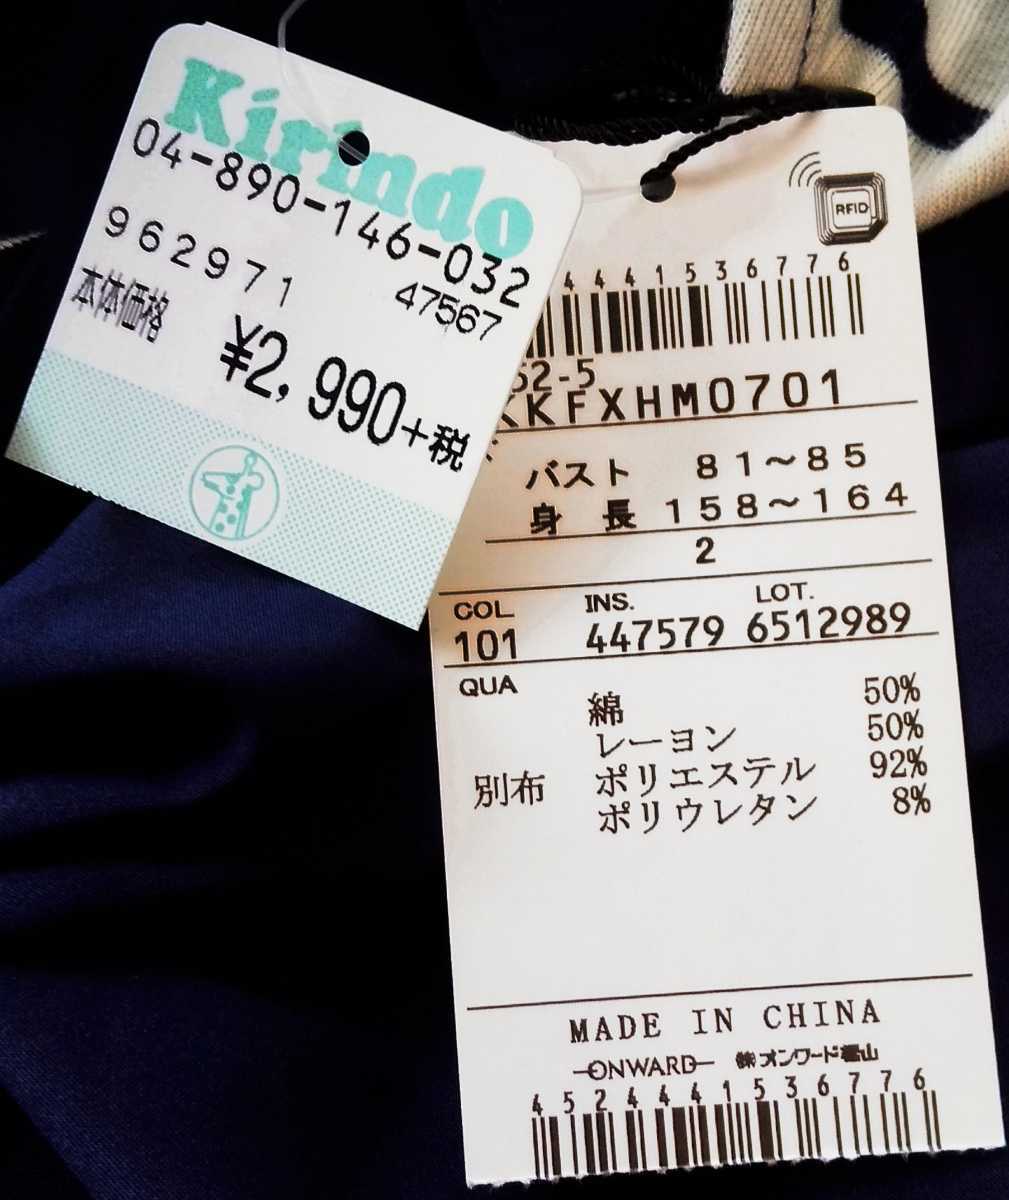 Kirindo
04-890-146-032
962971
47567
本体価格
¥2,990+税
RFID
44415367 76
52-5
KFXHM0701
バスト 81~85
身長 158~164
2
COL INS. LOT.
101 447579 6512989
QUA
綿 50%
レーヨン 50%
別布 ポリエステル 92%
ポリウレタン 8%
MADE IN CHINA
ONWARD ㈱オンワード樫山
4524441536776